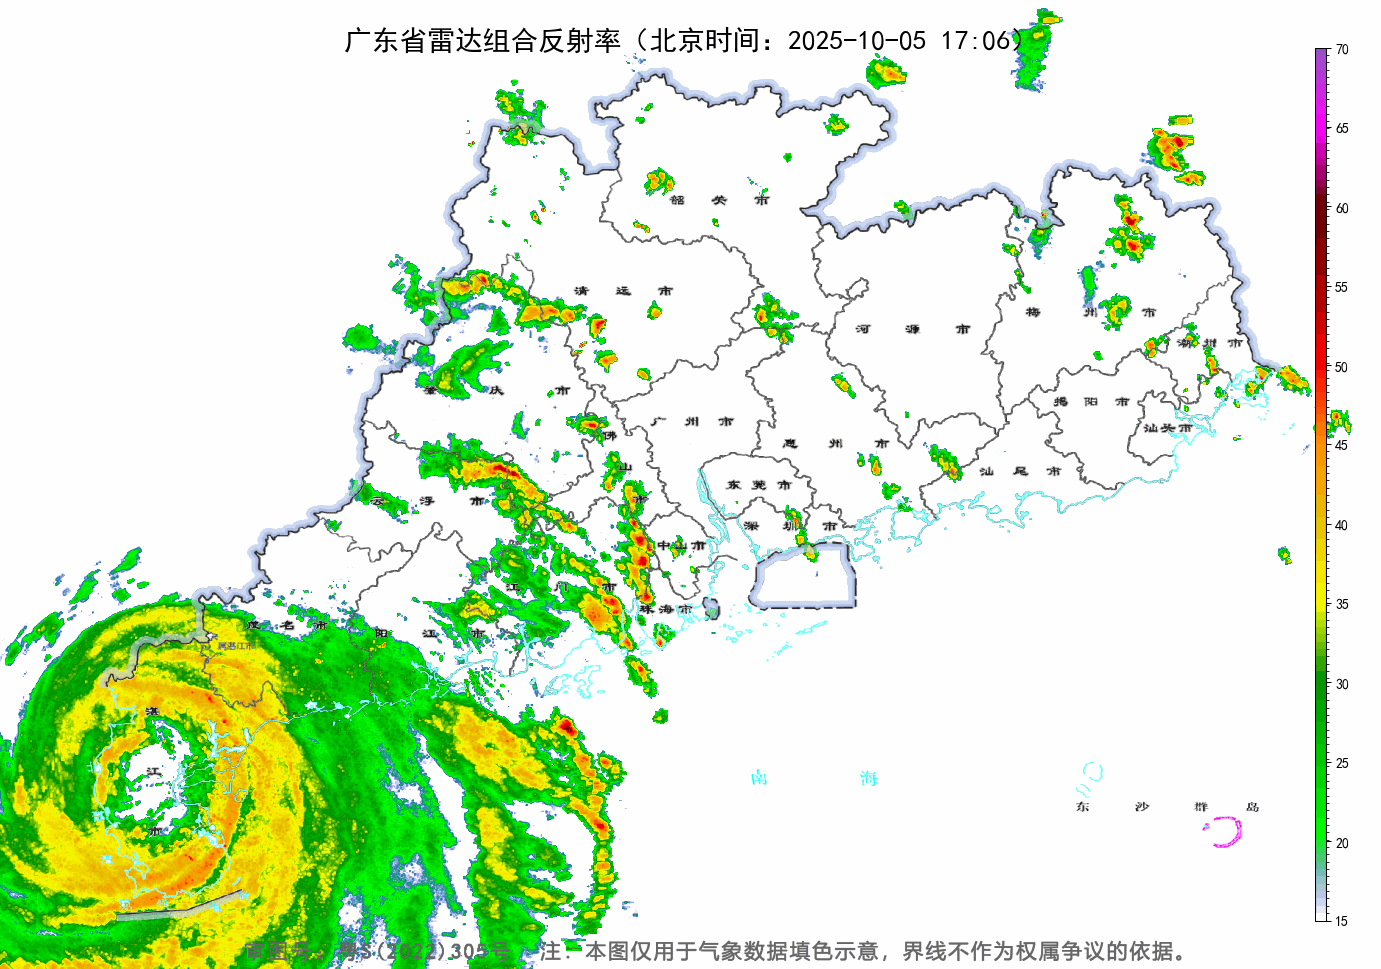 广东省雷达组合反射率（北京时间：2025-10-05 17:06）
70
65
60
55
50
45
40
35
30
25
20
15
韶关市
清远市
河源市
梅州市
潮州市
肇庆市
揭阳市
广州市
佛山市
惠州市
汕头市
汕尾市
东莞市
云浮市
深圳市
中山市
江门市
珠海市
茂名市
阳江市
属湛江市
湛江市
南海
东沙群岛
审图号：粤S(2022)305号 注：本图仅用于气象数据填色示意，界线不作为权属争议的依据。